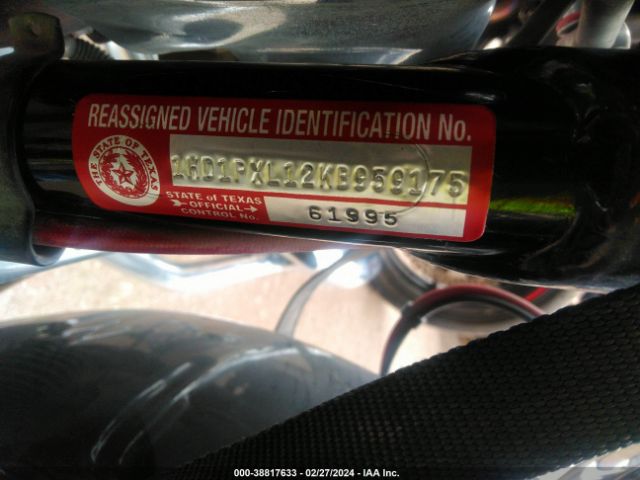 REASSIGNED VEHICLE IDENTIFICATION No.
THE STATE OF TEXAS
1HD1PXL12KB959175
STATE of TEXAS
OFFICIAL
CONTROL No.
61995
000-38817633 - 02/27/2024 - IAA Inc.